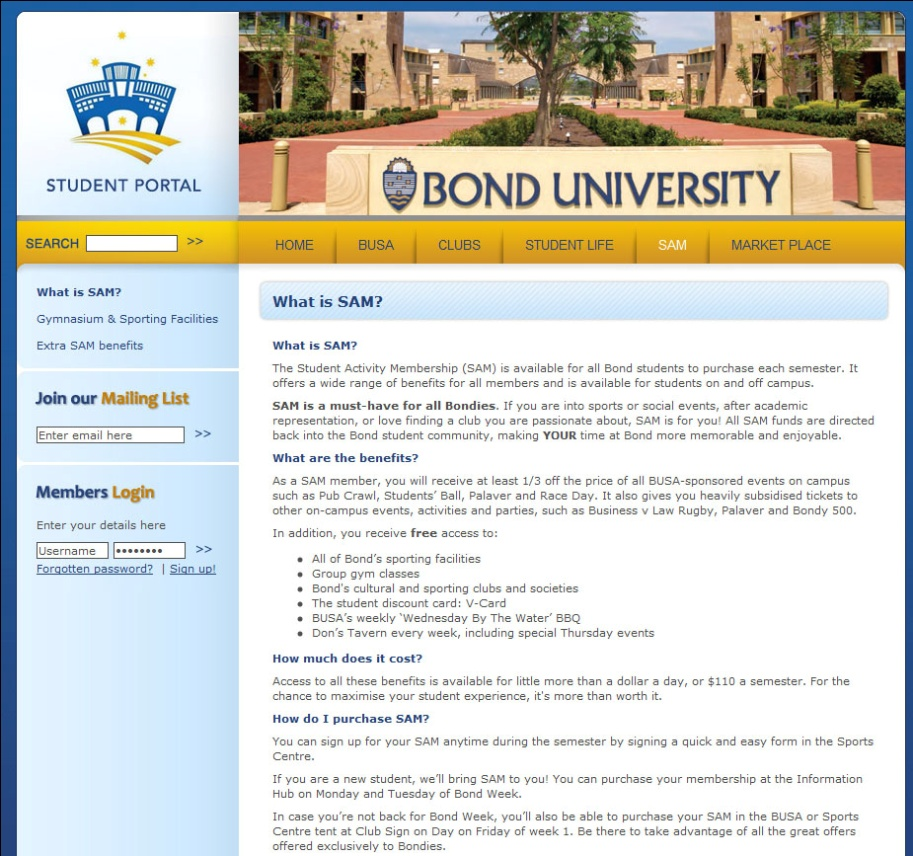 STUDENT PORTAL
BOND UNIVERSITY
SEARCH >>
HOME BUSA CLUBS STUDENT LIFE SAM MARKET PLACE
What is SAM?
Gymnasium & Sporting Facilities
Extra SAM benefits
Join our Mailing List
Enter email here >>
Members Login
Enter your details here
Username •••••••• >>
Forgotten password? | Sign up!
What is SAM?
What is SAM?
The Student Activity Membership (SAM) is available for all Bond students to purchase each semester. It
offers a wide range of benefits for all members and is available for students on and off campus.
SAM is a must-have for all Bondies. If you are into sports or social events, after academic
representation, or love finding a club you are passionate about, SAM is for you! All SAM funds are directed
back into the Bond student community, making YOUR time at Bond more memorable and enjoyable.
What are the benefits?
As a SAM member, you will receive at least 1/3 off the price of all BUSA-sponsored events on campus
such as Pub Crawl, Students’ Ball, Palaver and Race Day. It also gives you heavily subsidised tickets to
other on-campus events, activities and parties, such as Business v Law Rugby, Palaver and Bondy 500.
In addition, you receive free access to:
• All of Bond’s sporting facilities
• Group gym classes
• Bond's cultural and sporting clubs and societies
• The student discount card: V-Card
• BUSA’s weekly ‘Wednesday By The Water’ BBQ
• Don’s Tavern every week, including special Thursday events
How much does it cost?
Access to all these benefits is available for little more than a dollar a day, or $110 a semester. For the
chance to maximise your student experience, it's more than worth it.
How do I purchase SAM?
You can sign up for your SAM anytime during the semester by signing a quick and easy form in the Sports
Centre.
If you are a new student, we’ll bring SAM to you! You can purchase your membership at the Information
Hub on Monday and Tuesday of Bond Week.
In case you’re not back for Bond Week, you’ll also be able to purchase your SAM in the BUSA or Sports
Centre tent at Club Sign on Day on Friday of week 1. Be there to take advantage of all the great offers
offered exclusively to Bondies.